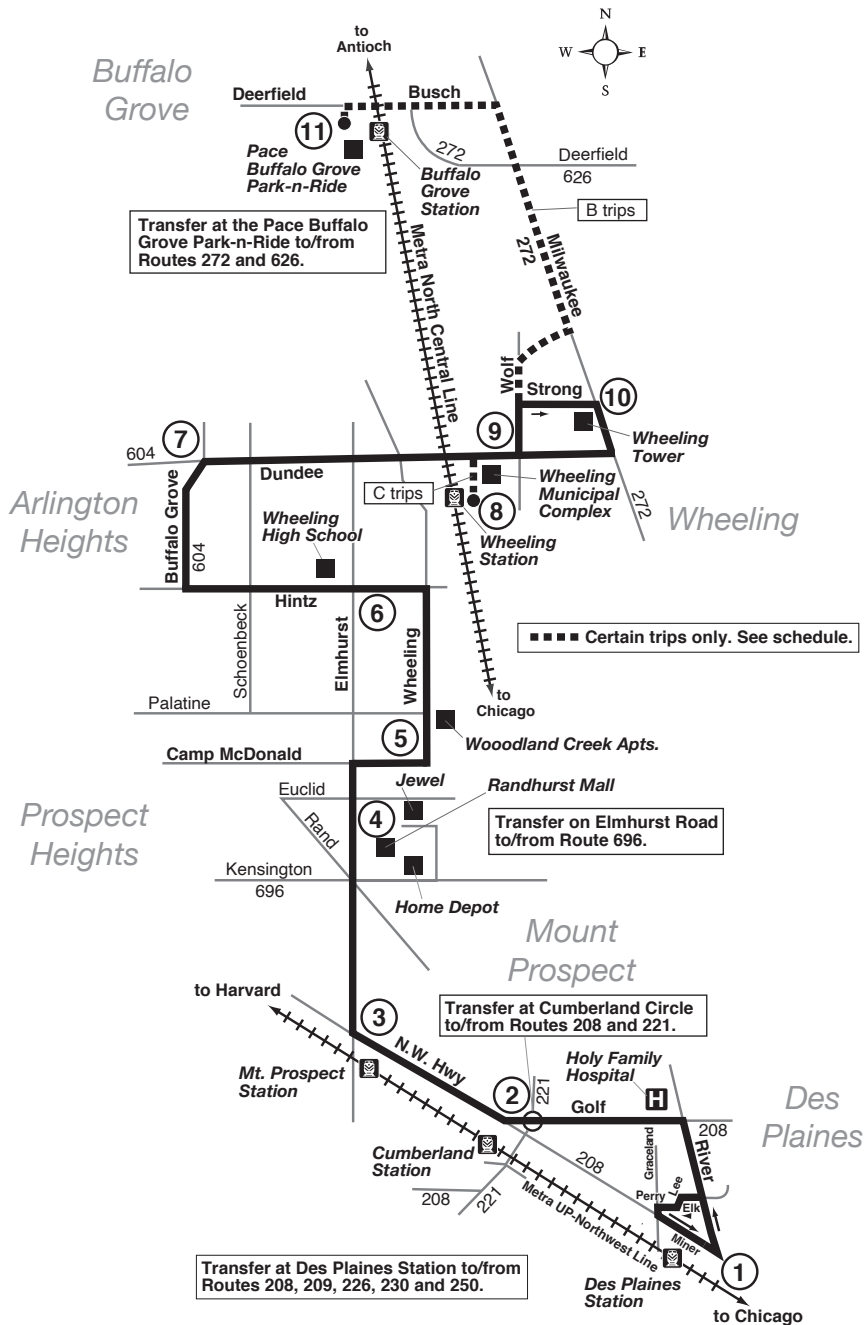 N
W
E
S
to
Antioch
Buffalo
Grove
Deerfield
Busch
11
Pace
Buffalo Grove
Park-n-Ride
Buffalo
Grove
Station
272
Deerfield
626
B trips
Transfer at the Pace Buffalo
Grove Park-n-Ride to/from
Routes 272 and 626.
Metra North Central Line
272
Milwaukee
Wolf
Strong
10
9
7
604
Dundee
Wheeling
Tower
C trips
8
Wheeling
Municipal
Complex
Wheeling
Station
272
Wheeling
Arlington
Heights
Buffalo Grove
604
Wheeling
High School
Hintz
6
Schoenbeck
Elmhurst
Wheeling
Certain trips only. See schedule.
to
Chicago
Palatine
5
Wooodland Creek Apts.
Camp McDonald
Jewel
Randhurst Mall
Euclid
Rand
4
Prospect
Heights
Transfer on Elmhurst Road
to/from Route 696.
Kensington
696
Home Depot
Mount
Prospect
to Harvard
3
Transfer at Cumberland Circle
to/from Routes 208 and 221.
N.W. Hwy
Mt. Prospect
Station
2
221
Holy Family
Hospital
H
Golf
Des
Plaines
208
River
Cumberland
Station
208
Graceland
208
221
Perry
Lee
Elk
Miner
Metra UP-Northwest Line
1
Transfer at Des Plaines Station to/from
Routes 208, 209, 226, 230 and 250.
Des Plaines
Station
to Chicago